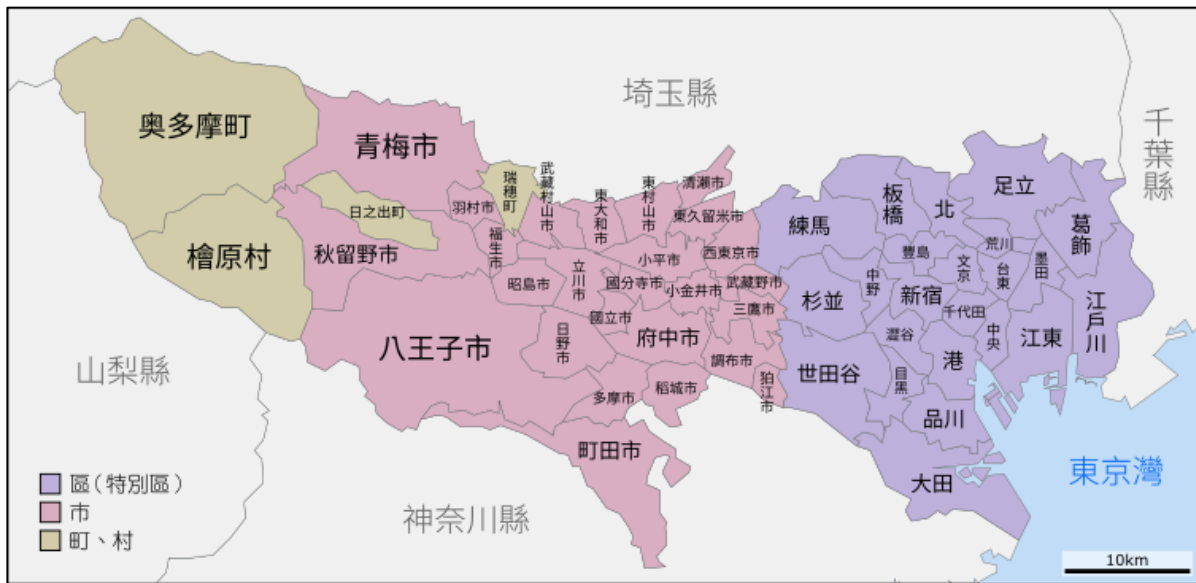 埼玉縣
千葉縣
山梨縣
神奈川縣
東京灣
奥多摩町
檜原村
青梅市
日之出町
秋留野市
羽村市
瑞穗町
福生市
武藏村山市
昭島市
八王子市
立川市
東大和市
東村山市
清瀨市
東久留米市
小平市
西東京市
國分寺市
小金井市
武藏野市
三鷹市
國立市
日野市
府中市
調布市
狛江市
多摩市
稻城市
町田市
練馬
板橋
北
足立
葛飾
豐島
荒川
文京
台東
墨田
杉並
中野
新宿
千代田
江戶川
澀谷
中央
江東
世田谷
目黑
港
品川
大田
區(特別區)
市
町、村
10km